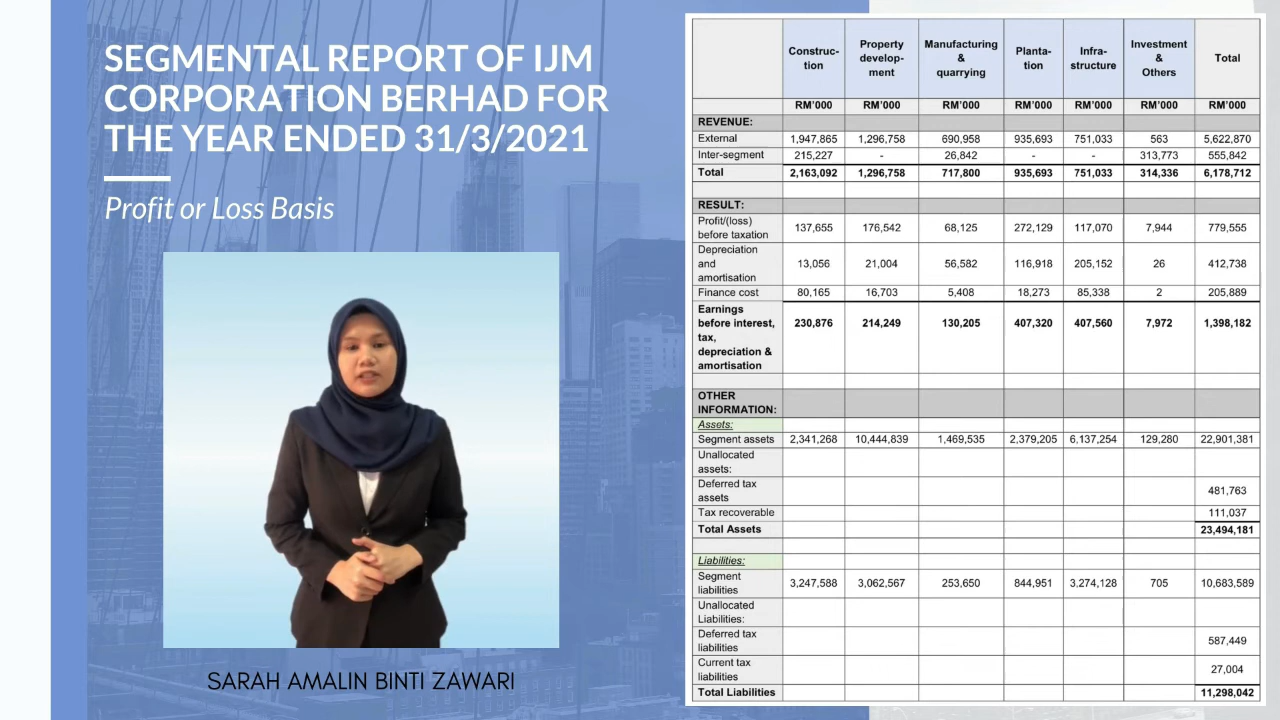 SEGMENTAL REPORT OF IJM
CORPORATION BERHAD FOR
THE YEAR ENDED 31/3/2021
Profit or Loss Basis
SARAH AMALIN BINTI ZAWARI
Construc-tion Property develop-ment Manufacturing & quarrying Planta-tion Infra-structure Investment & Others Total
RM'000 RM'000 RM'000 RM'000 RM'000 RM'000 RM'000
REVENUE:
External 1,947,865 1,296,758 690,958 935,693 751,033 563 5,622,870
Inter-segment 215,227 - 26,842 - - 313,773 555,842
Total 2,163,092 1,296,758 717,800 935,693 751,033 314,336 6,178,712
RESULT:
Profit/(loss) before taxation 137,655 176,542 68,125 272,129 117,070 7,944 779,555
Depreciation and amortisation 13,056 21,004 56,582 116,918 205,152 26 412,738
Finance cost 80,165 16,703 5,408 18,273 85,338 2 205,889
Earnings before interest, tax, depreciation & amortisation 230,876 214,249 130,205 407,320 407,560 7,972 1,398,182
OTHER INFORMATION:
Assets:
Segment assets 2,341,268 10,444,839 1,469,535 2,379,205 6,137,254 129,280 22,901,381
Unallocated assets:
Deferred tax assets 481,763
Tax recoverable 111,037
Total Assets 23,494,181
Liabilities:
Segment liabilities 3,247,588 3,062,567 253,650 844,951 3,274,128 705 10,683,589
Unallocated Liabilities:
Deferred tax liabilities 587,449
Current tax liabilities 27,004
Total Liabilities 11,298,042